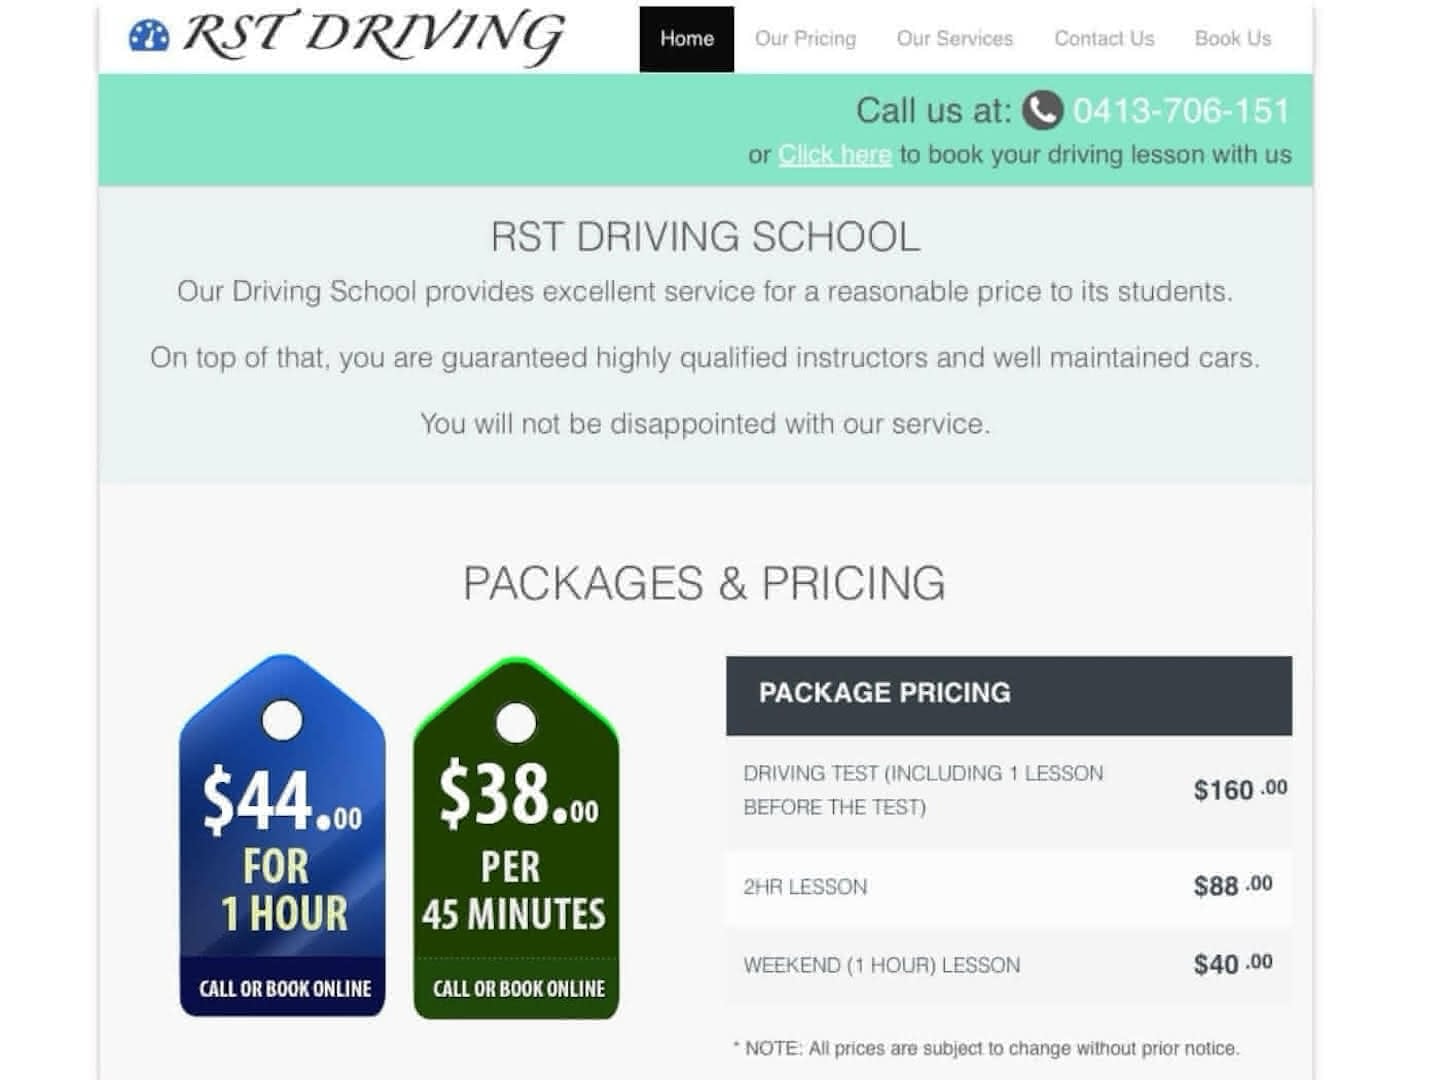 RST DRIVING
Home Our Pricing Our Services Contact Us Book Us
Call us at: 0413-706-151
or Click here to book your driving lesson with us
RST DRIVING SCHOOL
Our Driving School provides excellent service for a reasonable price to its students.
On top of that, you are guaranteed highly qualified instructors and well maintained cars.
You will not be disappointed with our service.
PACKAGES & PRICING
$44.00
FOR
1 HOUR
CALL OR BOOK ONLINE
$38.00
PER
45 MINUTES
CALL OR BOOK ONLINE
PACKAGE PRICING
DRIVING TEST (INCLUDING 1 LESSON
BEFORE THE TEST)
$160 .00
2HR LESSON $88 .00
WEEKEND (1 HOUR) LESSON $40 .00
* NOTE: All prices are subject to change without prior notice.